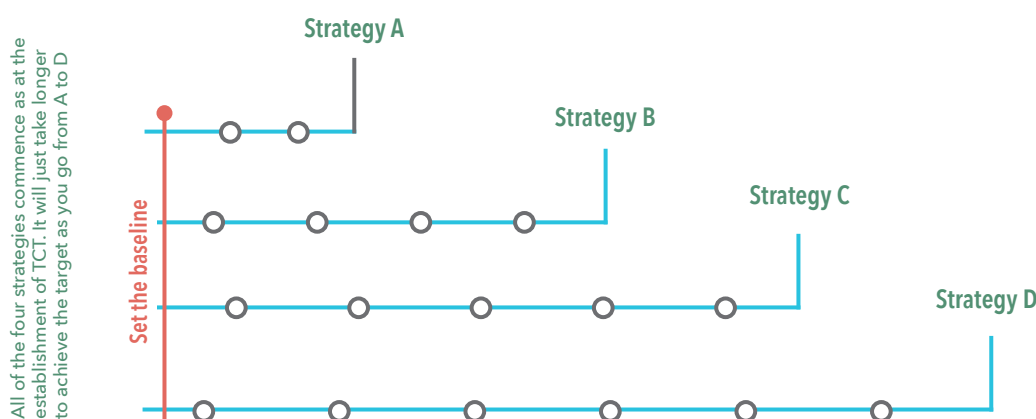 All of the four strategies commence as at the
establishment of TCT. It will just take longer
to achieve the target as you go from A to D
Set the baseline
Strategy A
Strategy B
Strategy C
Strategy D